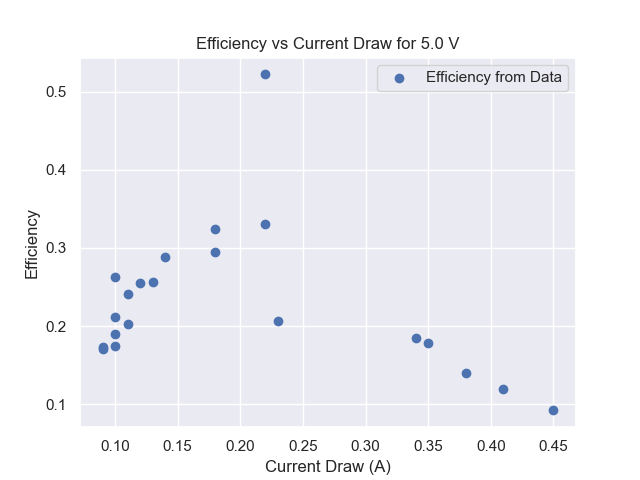 Efficiency vs Current Draw for 5.0 V
Efficiency from Data
0.5
0.4
0.3
0.2
0.1
Efficiency
0.10 0.15 0.20 0.25 0.30 0.35 0.40 0.45
Current Draw (A)